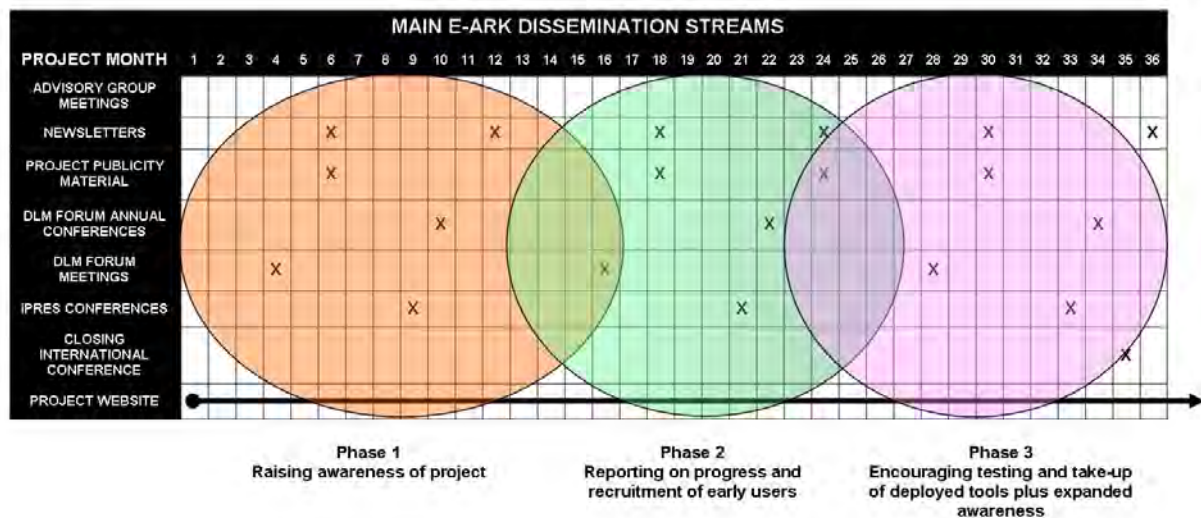 MAIN E-ARK DISSEMINATION STREAMS
PROJECT MONTH 1 2 3 4 5 6 7 8 9 10 11 12 13 14 15 16 17 18 19 20 21 22 23 24 25 26 27 28 29 30 31 32 33 34 35 36
ADVISORY GROUP
MEETINGS
NEWSLETTERS X X X X X X
PROJECT PUBLICITY
MATERIAL
X X X X
DLM FORUM ANNUAL
CONFERENCES
X X X
DLM FORUM
MEETINGS
X X X
IPRES CONFERENCES X X X
CLOSING
INTERNATIONAL
CONFERENCE
X
PROJECT WEBSITE
Phase 1
Raising awareness of project
Phase 2
Reporting on progress and
recruitment of early users
Phase 3
Encouraging testing and take-up
of deployed tools plus expanded
awareness